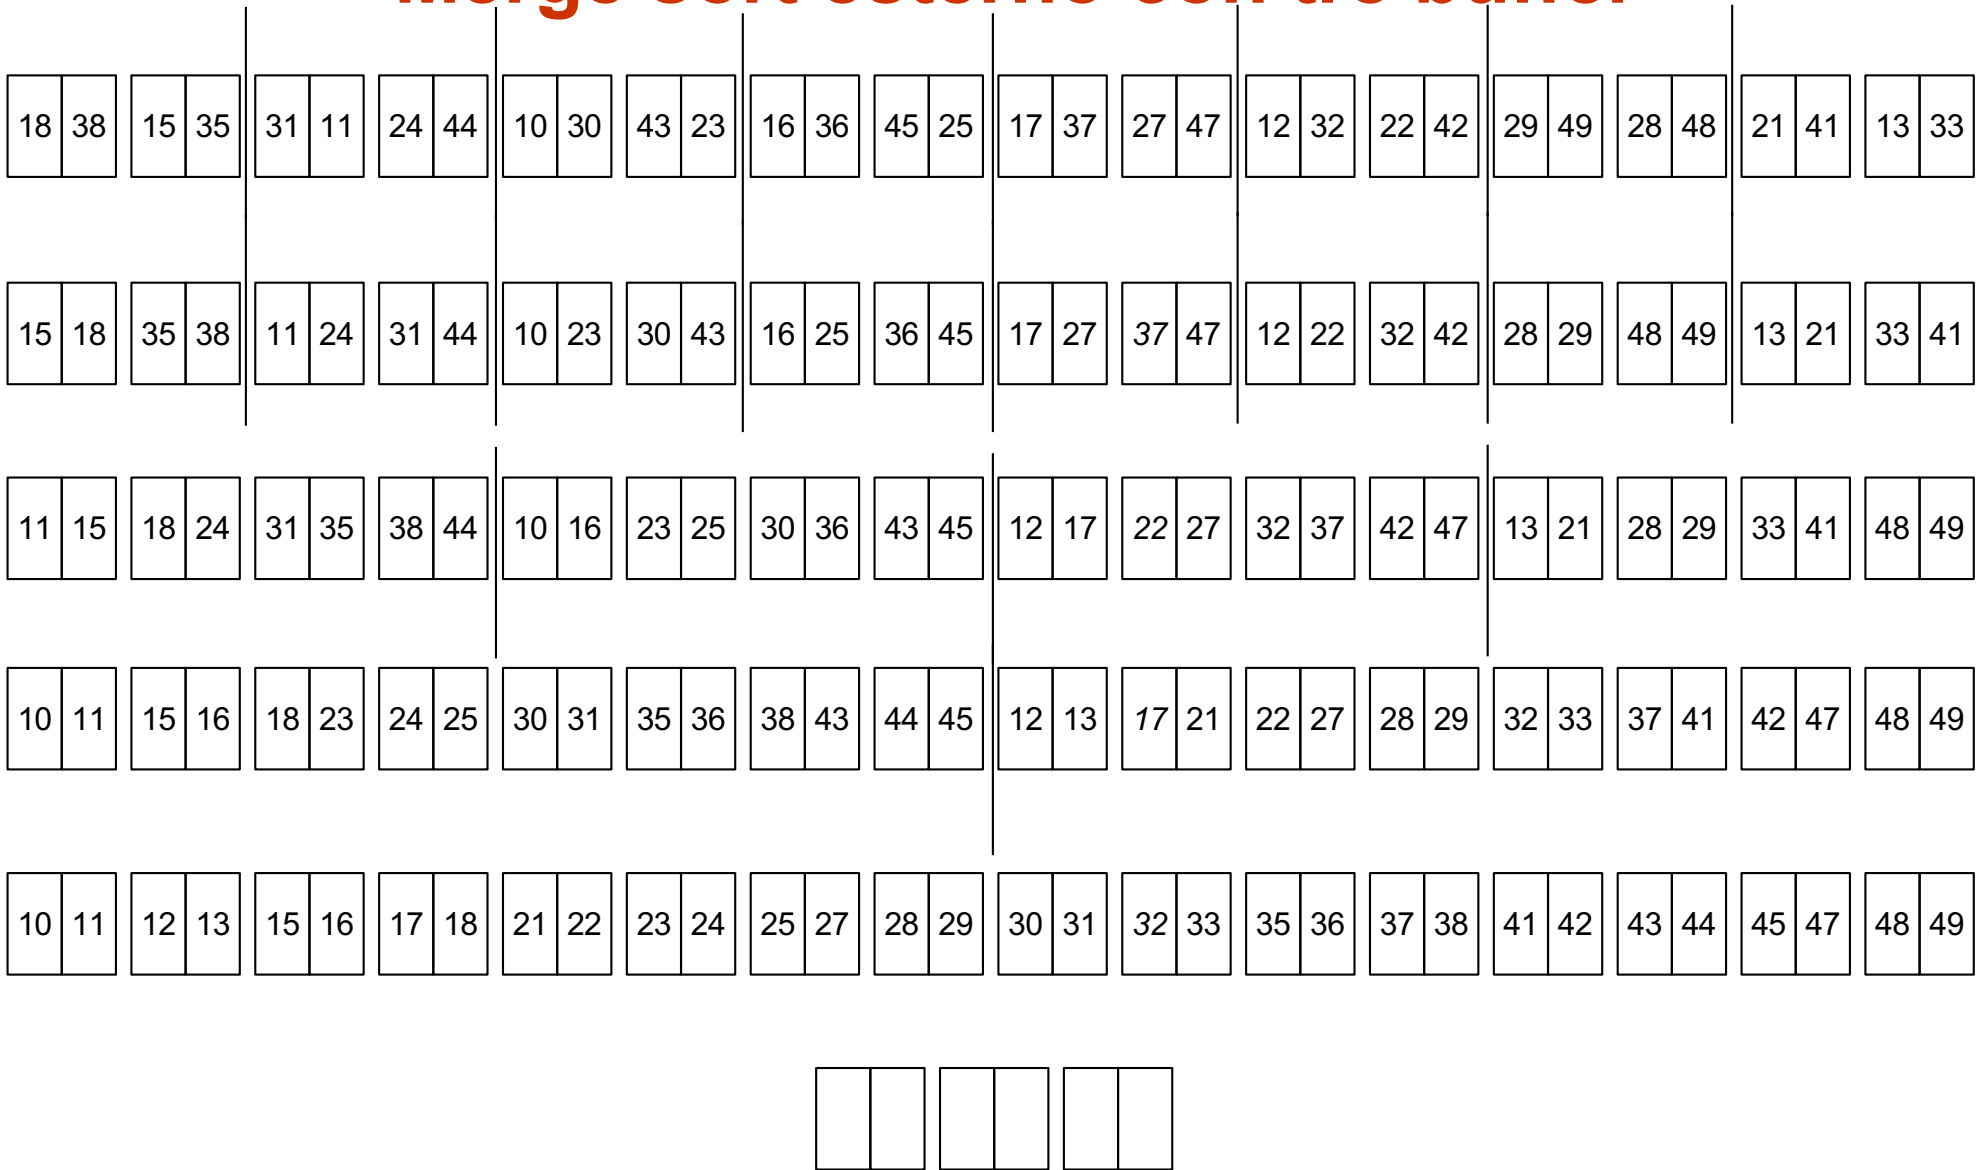 Merge sort esterno con tre buffer
18 38 15 35 31 11 24 44 10 30 43 23 16 36 45 25 17 37 27 47 12 32 22 42 29 49 28 48 21 41 13 33
15 18 35 38 11 24 31 44 10 23 30 43 16 25 36 45 17 27 37 47 12 22 32 42 28 29 48 49 13 21 33 41
11 15 18 24 31 35 38 44 10 16 23 25 30 36 43 45 12 17 22 27 32 37 42 47 13 21 28 29 33 41 48 49
10 11 15 16 18 23 24 25 30 31 35 36 38 43 44 45 12 13 17 21 22 27 28 29 32 33 37 41 42 47 48 49
10 11 12 13 15 16 17 18 21 22 23 24 25 27 28 29 30 31 32 33 35 36 37 38 41 42 43 44 45 47 48 49